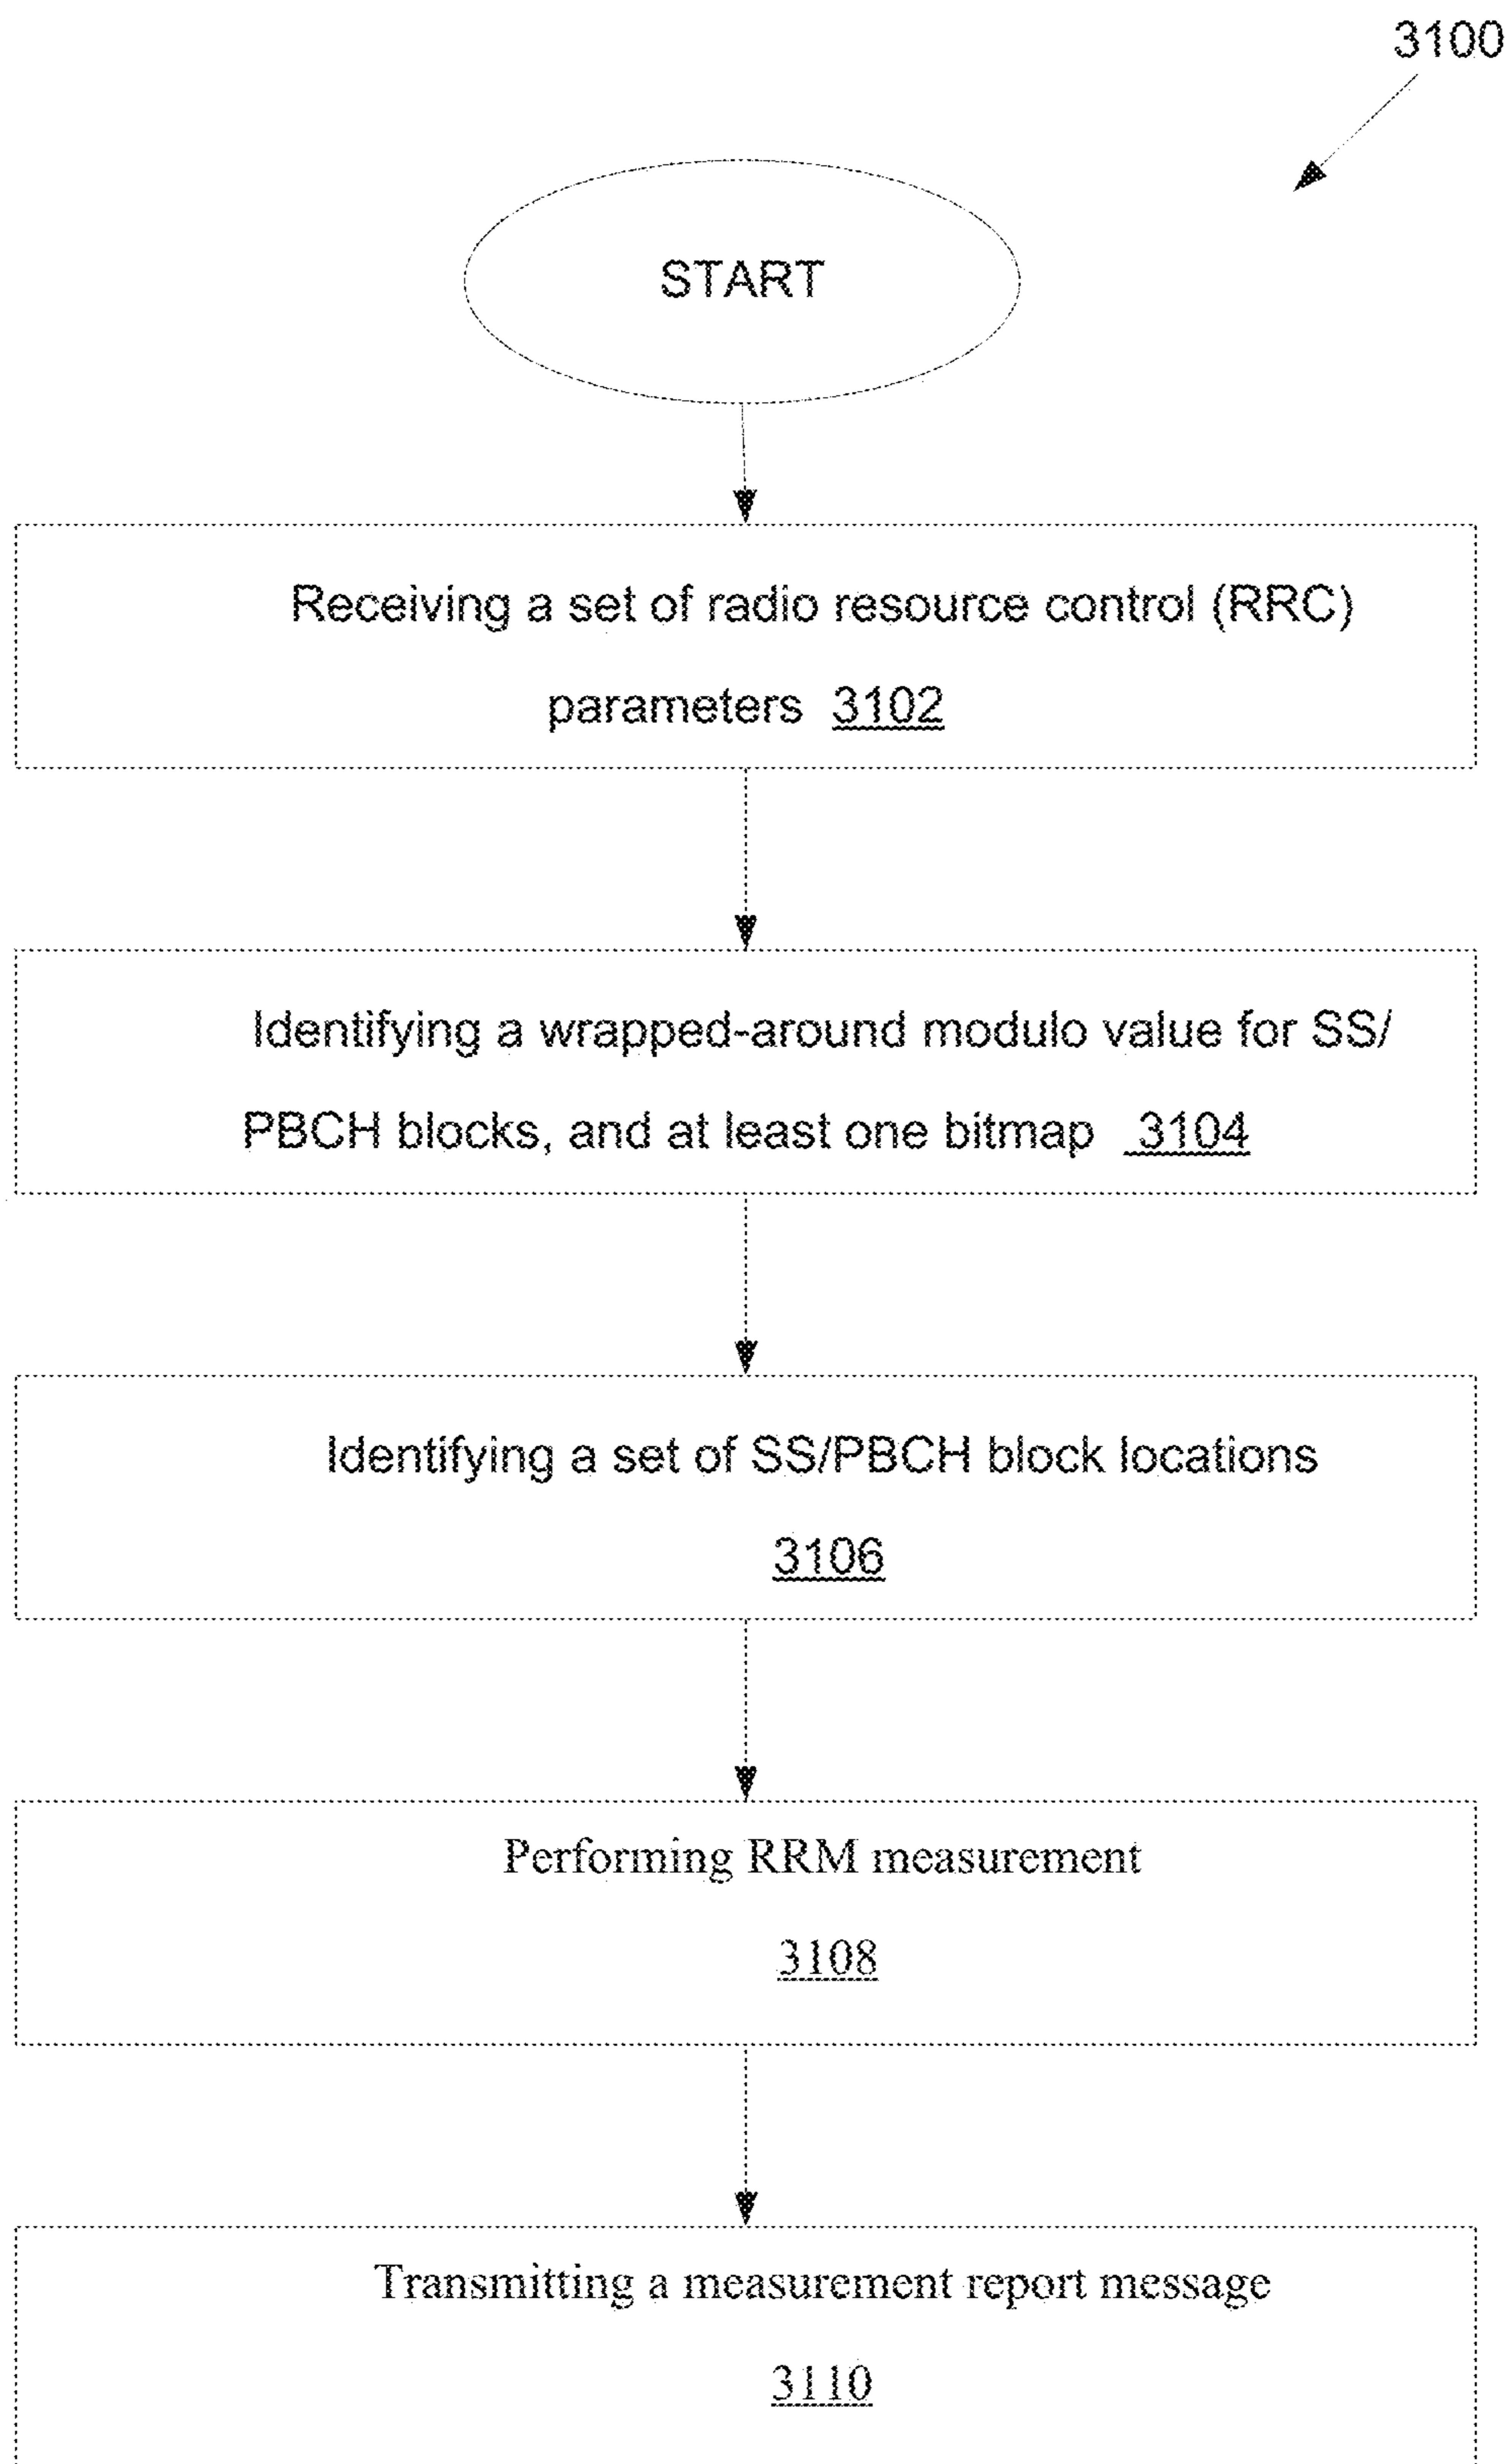 3100
START
Receiving a set of radio resource control (RRC)
parameters 3102
Identifying a wrapped-around modulo value for SS/
PBCH blocks, and at least one bitmap 3104
Identifying a set of SS/PBCH block locations
3106
Performing RRM measurement
3108
Transmitting a measurement report message
3110